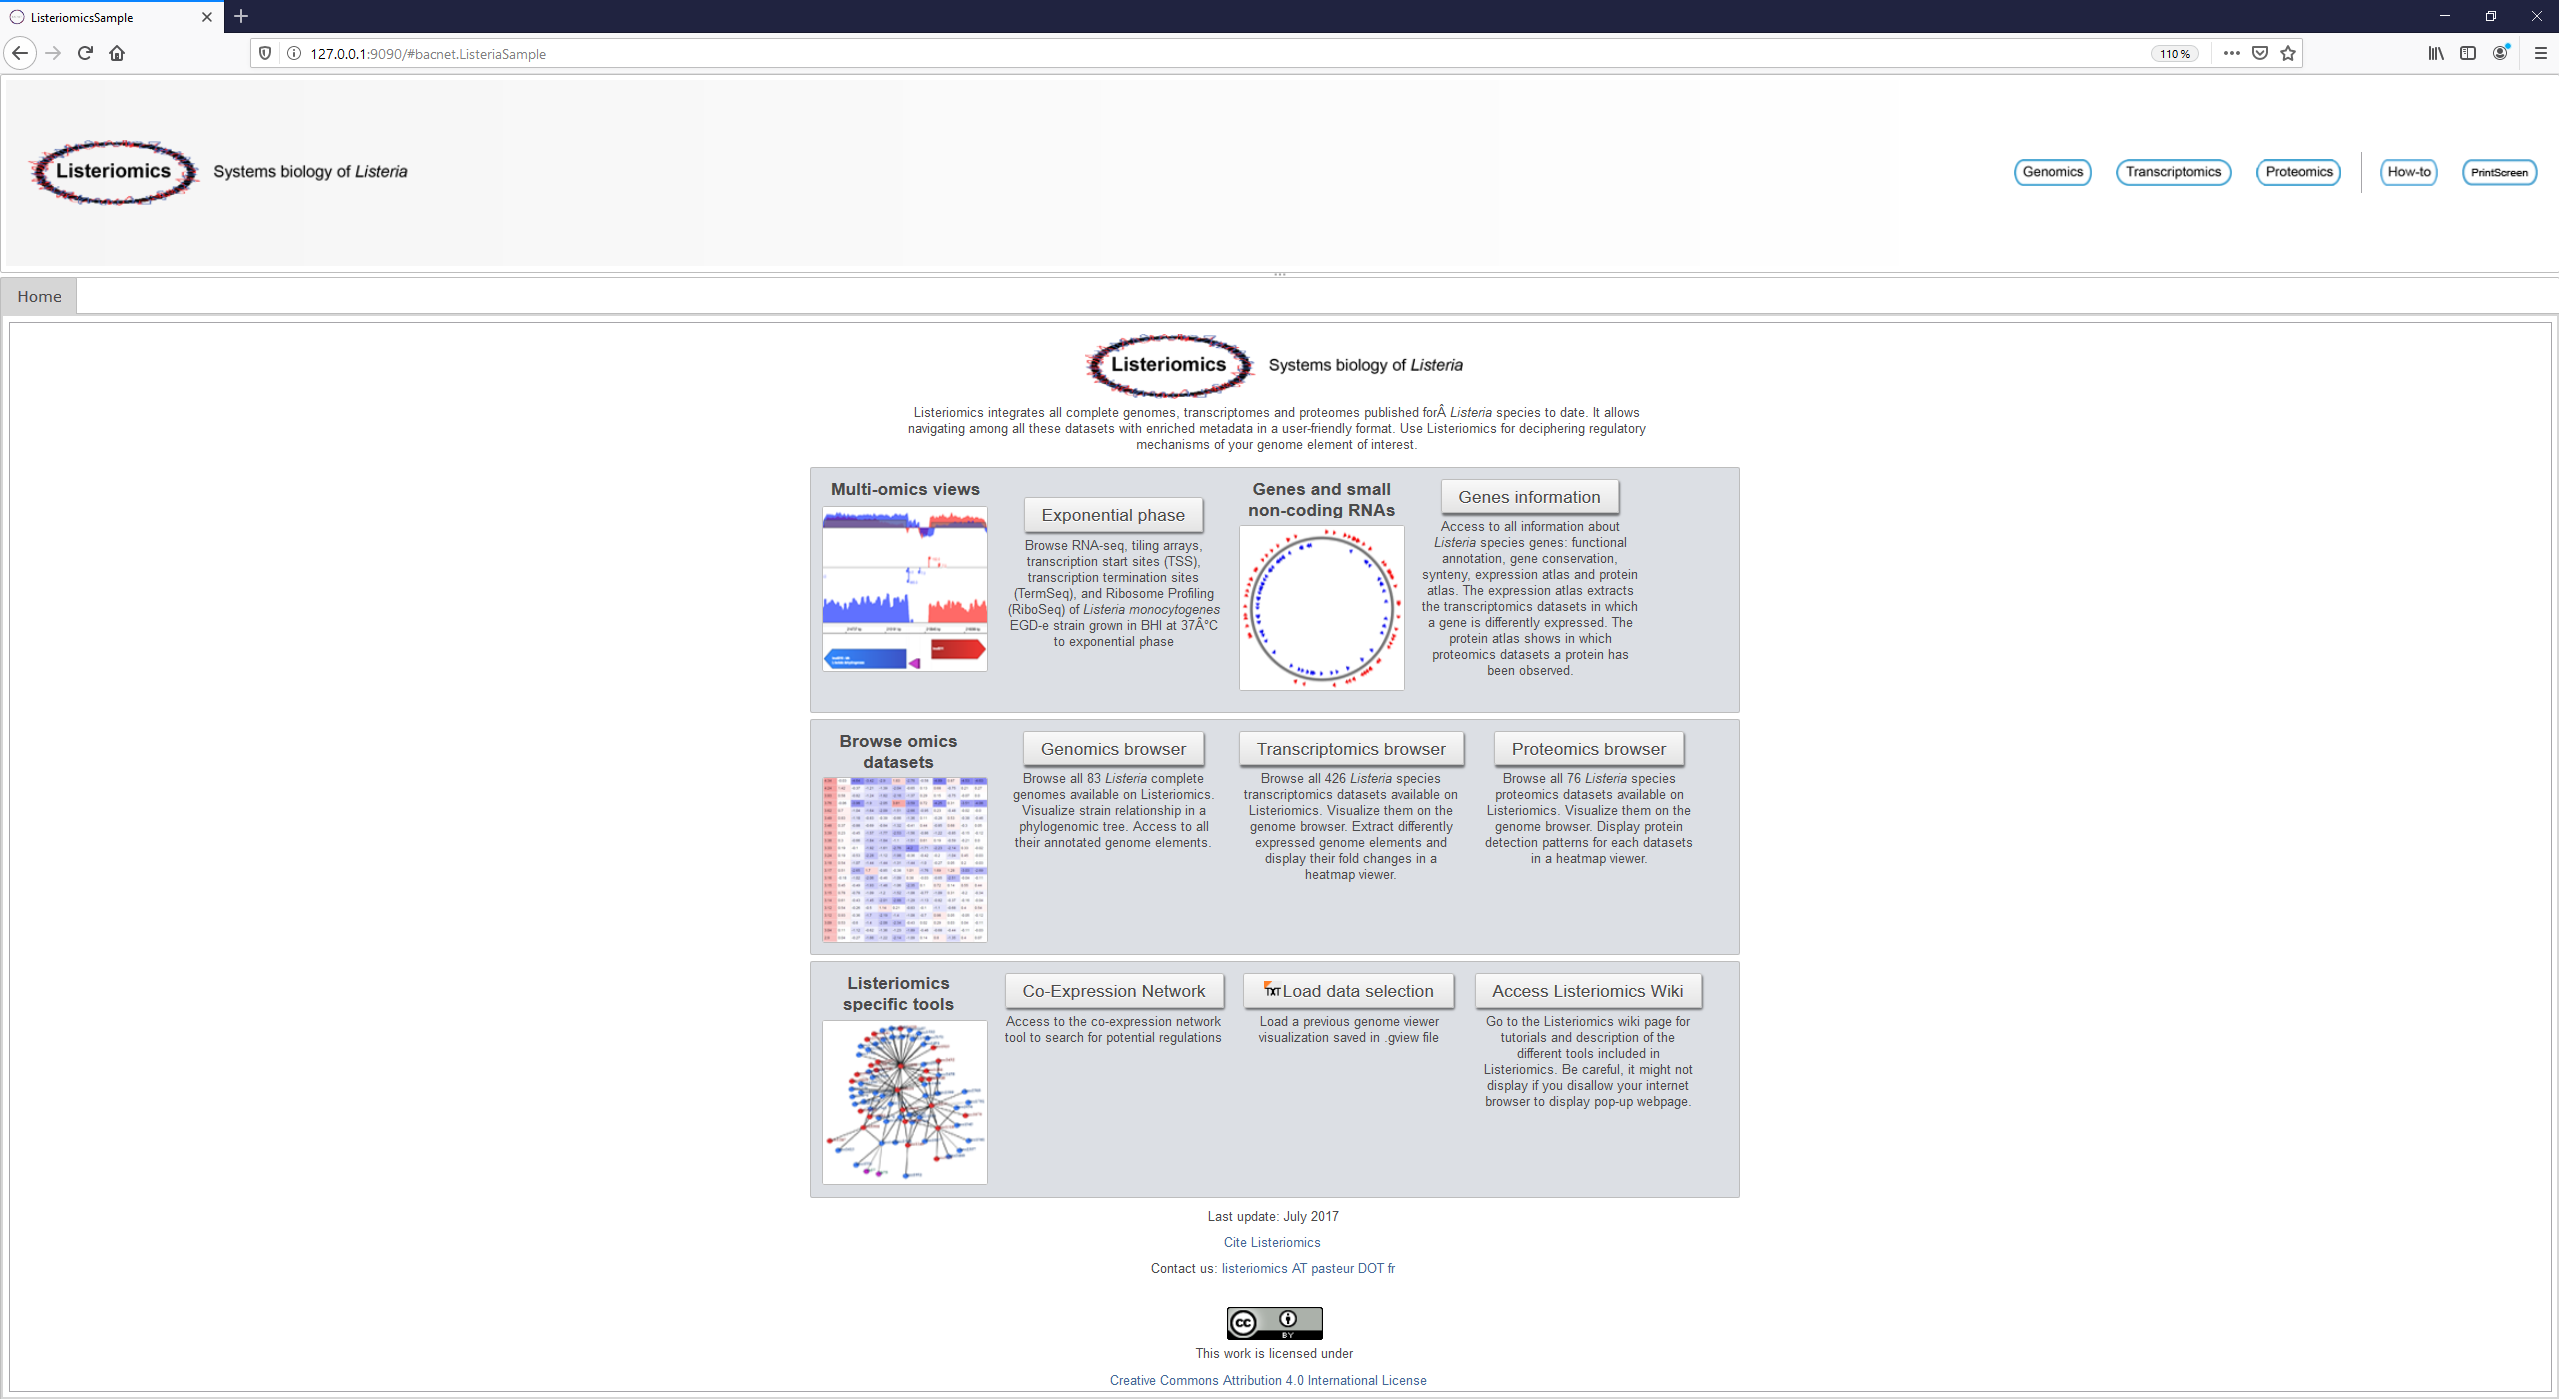 ListeriomicsSample
127.0.0.1:9090/#bacnet.ListeriaSample
110%
Listeriomics
Systems biology of Listeria
Genomics
Transcriptomics
Proteomics
How-to
PrintScreen
Home
Listeriomics
Systems biology of Listeria
Listeriomics integrates all complete genomes, transcriptomes and proteomes published forÂ Listeria species to date. It allows
navigating among all these datasets with enriched metadata in a user-friendly format. Use Listeriomics for deciphering regulatory
mechanisms of your genome element of interest.
Multi-omics views
Exponential phase
Browse RNA-seq, tiling arrays,
transcription start sites (TSS),
transcription termination sites
(TermSeq), and Ribosome Profiling
(RiboSeq) of Listeria monocytogenes
EGD-e strain grown in BHI at 37Â°C
to exponential phase
Genes and small
non-coding RNAs
Genes information
Access to all information about
Listeria species genes: functional
annotation, gene conservation,
synteny, expression atlas and protein
atlas. The expression atlas extracts
the transcriptomics datasets in which
a gene is differently expressed. The
protein atlas shows in which
proteomics datasets a protein has
been observed.
Browse omics
datasets
Genomics browser
Browse all 83 Listeria complete
genomes available on Listeriomics.
Visualize strain relationship in a
phylogenomic tree. Access to all
their annotated genome elements.
Transcriptomics browser
Browse all 426 Listeria species
transcriptomics datasets available on
Listeriomics. Visualize them on the
genome browser. Extract differently
expressed genome elements and
display their fold changes in a
heatmap viewer.
Proteomics browser
Browse all 76 Listeria species
proteomics datasets available on
Listeriomics. Visualize them on the
genome browser. Display protein
detection patterns for each datasets
in a heatmap viewer.
Listeriomics
specific tools
Co-Expression Network
Access to the co-expression network
tool to search for potential regulations
TXT Load data selection
Load a previous genome viewer
visualization saved in .gview file
Access Listeriomics Wiki
Go to the Listeriomics wiki page for
tutorials and description of the
different tools included in
Listeriomics. Be careful, it might not
display if you disallow your internet
browser to display pop-up webpage.
Last update: July 2017
Cite Listeriomics
Contact us: listeriomics AT pasteur DOT fr
cc
BY
This work is licensed under
Creative Commons Attribution 4.0 International License